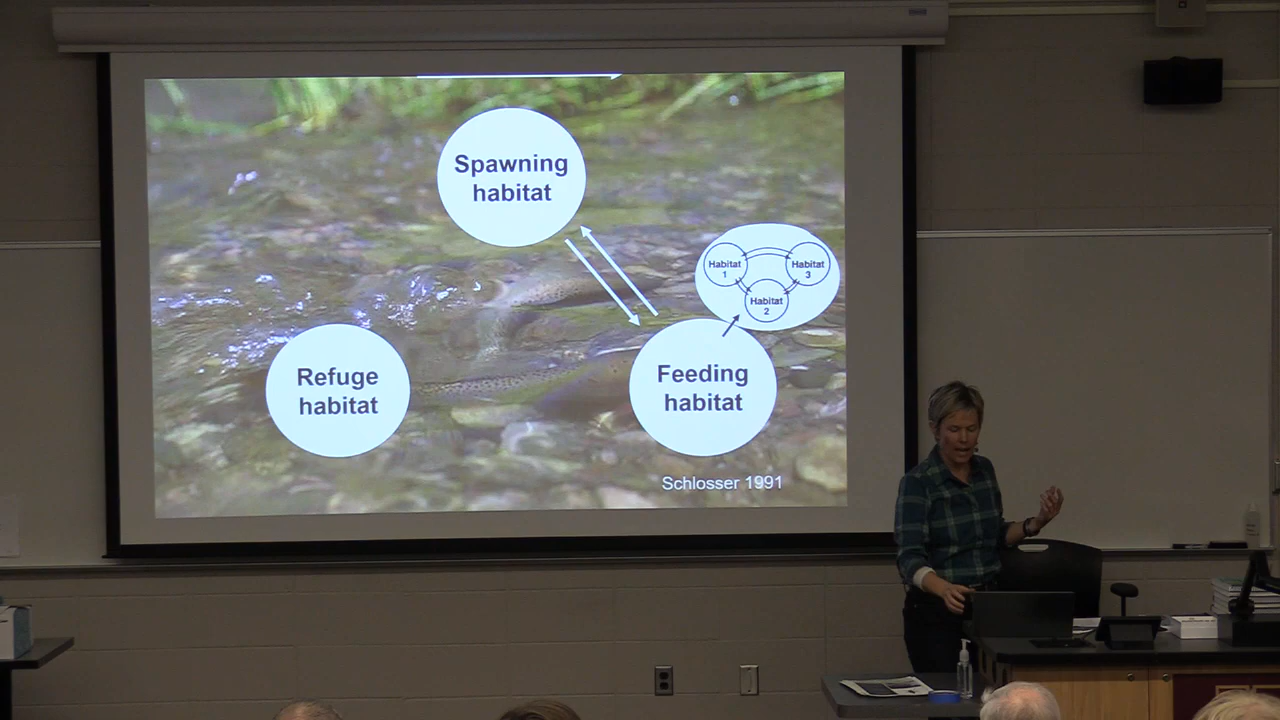 Spawning
habitat
Habitat
1
Habitat
3
Habitat
2
Refuge
habitat
Feeding
habitat
Schlosser 1991